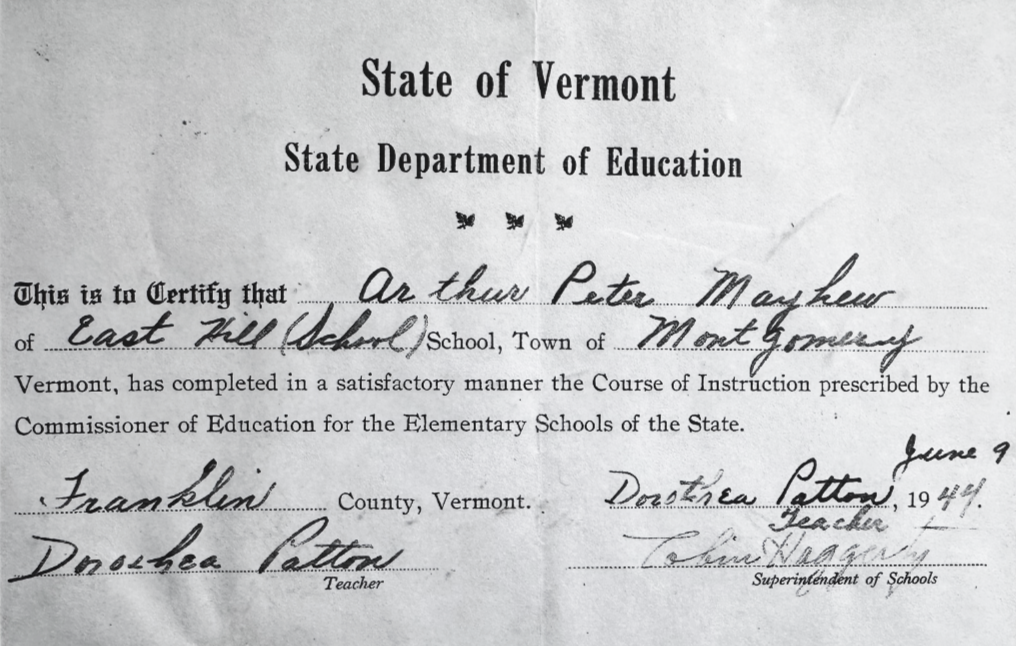 State of Vermont
State Department of Education
This is to Certify that Arthur Peter Mayhew
of East Hill (School) School, Town of Montgomery
Vermont, has completed in a satisfactory manner the Course of Instruction prescribed by the
Commissioner of Education for the Elementary Schools of the State.
June 9
Franklin County, Vermont. Dorothea Patton, 1944.
Teacher
Dorothea Patton Haggerty
Teacher Superintendent of Schools